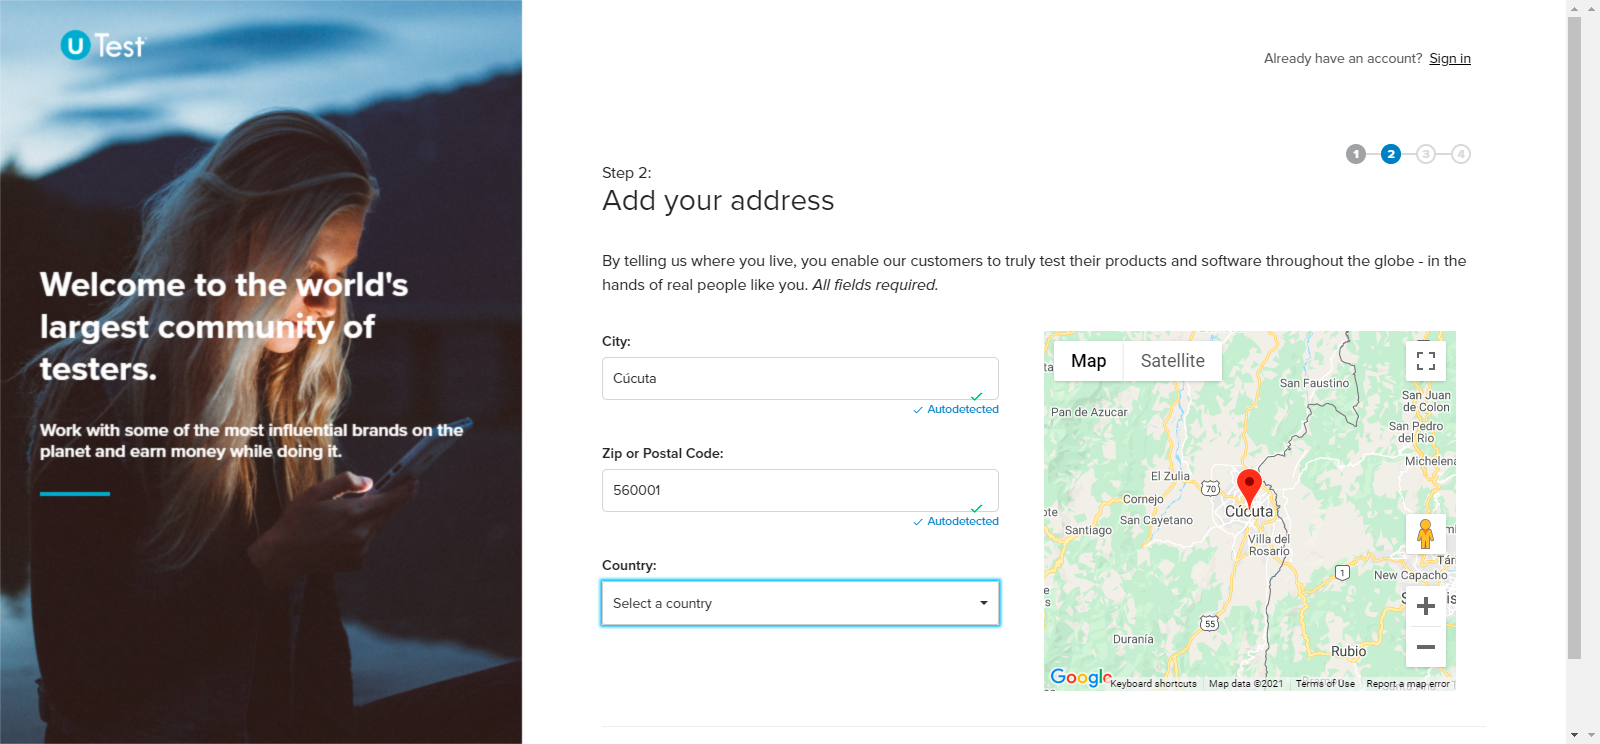 U Test
Already have an account? Sign in
1 2 3 4
Step 2:
Add your address
Welcome to the world's
largest community of
testers.
Work with some of the most influential brands on the
planet and earn money while doing it.
By telling us where you live, you enable our customers to truly test their products and software throughout the globe - in the
hands of real people like you. All fields required.
City:
Cúcuta
Autodetected
Zip or Postal Code:
560001
Autodetected
Country:
Select a country
Map Satellite
San Faustino
Pan de Azucar
San Juan
de Colon
San Pedro
del Rio
Michelena
El Zulia
70
Cornejo
Cúcuta
San Cayetano
Santiago
Villa del
Rosario
1
New Capacho
55
Duranía
Rubio
Google
Keyboard shortcuts Map data ©2021 Terms of Use Report a map error